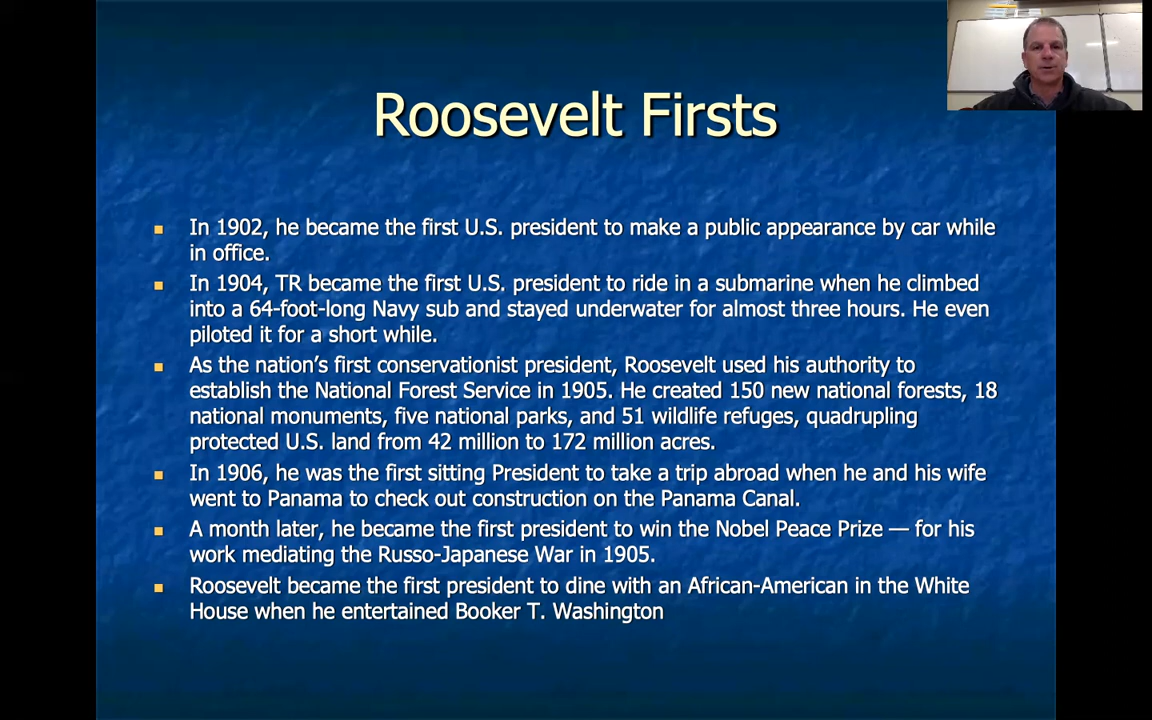 Roosevelt Firsts
In 1902, he became the first U.S. president to make a public appearance by car while
in office.
In 1904, TR became the first U.S. president to ride in a submarine when he climbed
into a 64-foot-long Navy sub and stayed underwater for almost three hours. He even
piloted it for a short while.
As the nation’s first conservationist president, Roosevelt used his authority to
establish the National Forest Service in 1905. He created 150 new national forests, 18
national monuments, five national parks, and 51 wildlife refuges, quadrupling
protected U.S. land from 42 million to 172 million acres.
In 1906, he was the first sitting President to take a trip abroad when he and his wife
went to Panama to check out construction on the Panama Canal.
A month later, he became the first president to win the Nobel Peace Prize — for his
work mediating the Russo-Japanese War in 1905.
Roosevelt became the first president to dine with an African-American in the White
House when he entertained Booker T. Washington